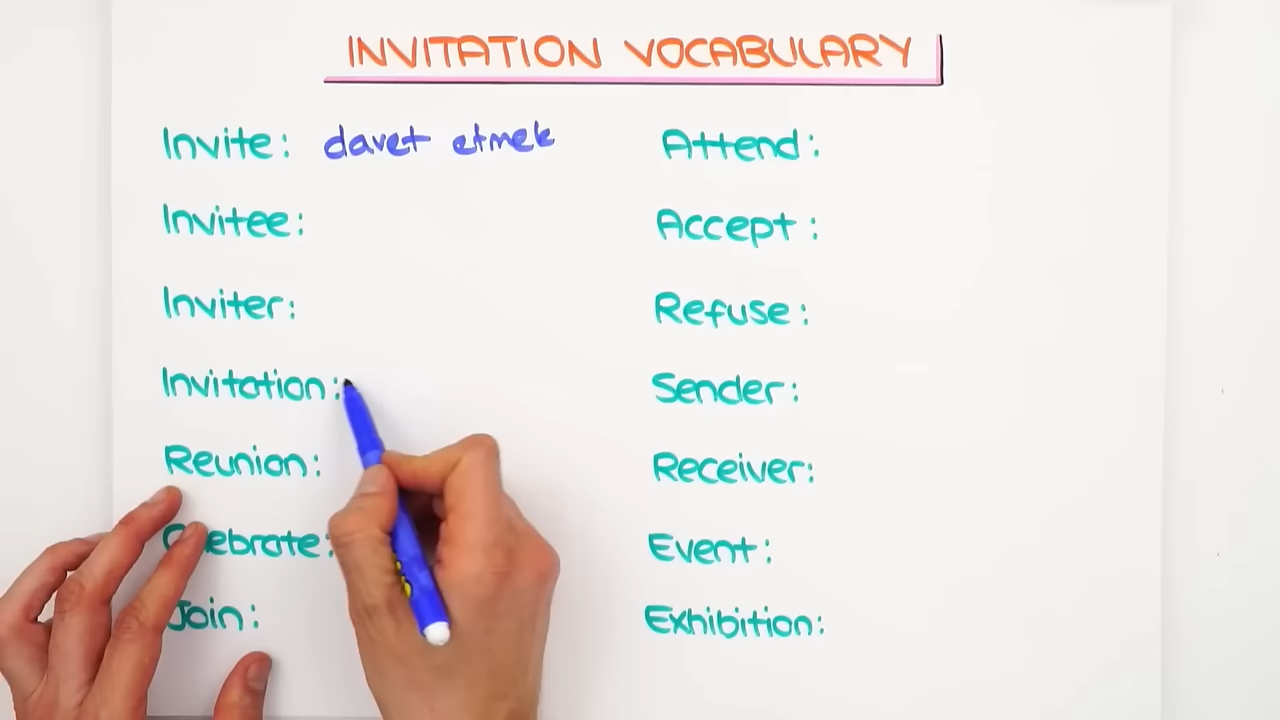 INVITATION VOCABULARY
Invite: davet etmek
Invitee:
Inviter:
Invitation:
Reunion:
Join:
Attend:
Accept:
Refuse:
Sender:
Receiver:
Event:
Exhibition: